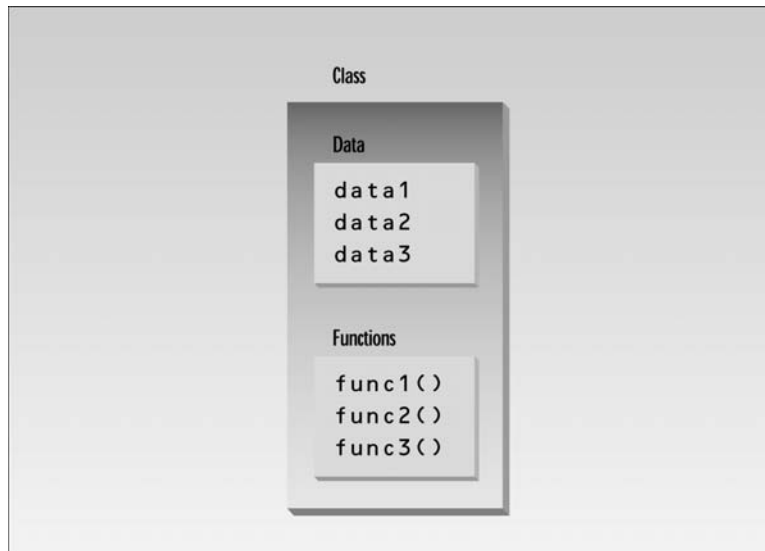 Class
Data
data1
data2
data3
Functions
func1()
func2()
func3()